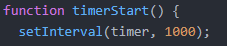 function timerStart() {
  setInterval(timer, 1000);